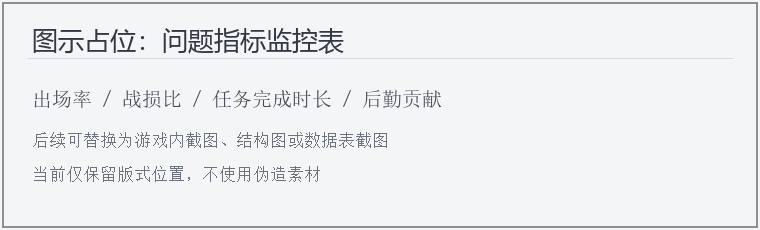 图示占位：问题指标监控表
出场率 / 战损比 / 任务完成时长 / 后勤贡献
后续可替换为游戏内截图、结构图或数据表截图
当前仅保留版式位置，不使用伪造素材